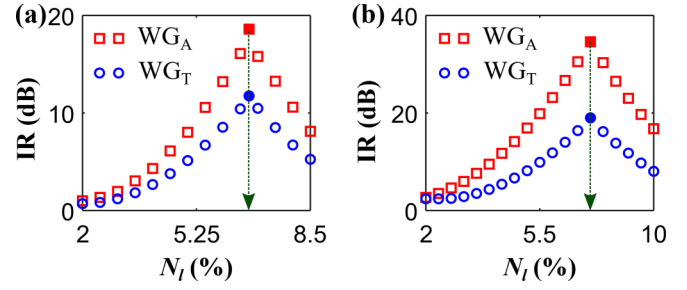 (a)
20
10
0
IR (dB)
WG_A
WG_T
2
5.25
8.5
N_l (%)
(b)
40
20
0
IR (dB)
WG_A
WG_T
2
5.5
10
N_l (%)